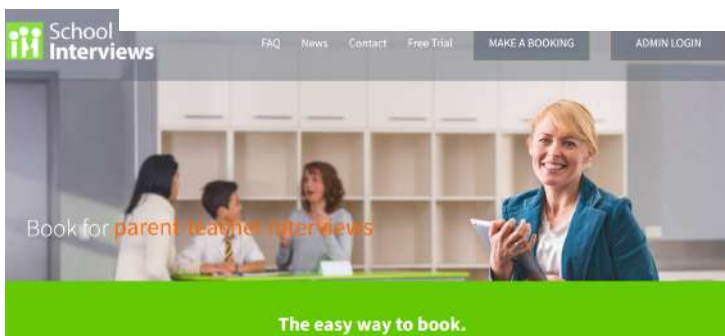 School
Interviews
FAQ News Contact Free Trial MAKE A BOOKING ADMIN LOGIN
Book for parent-teacher interviews
The easy way to book.